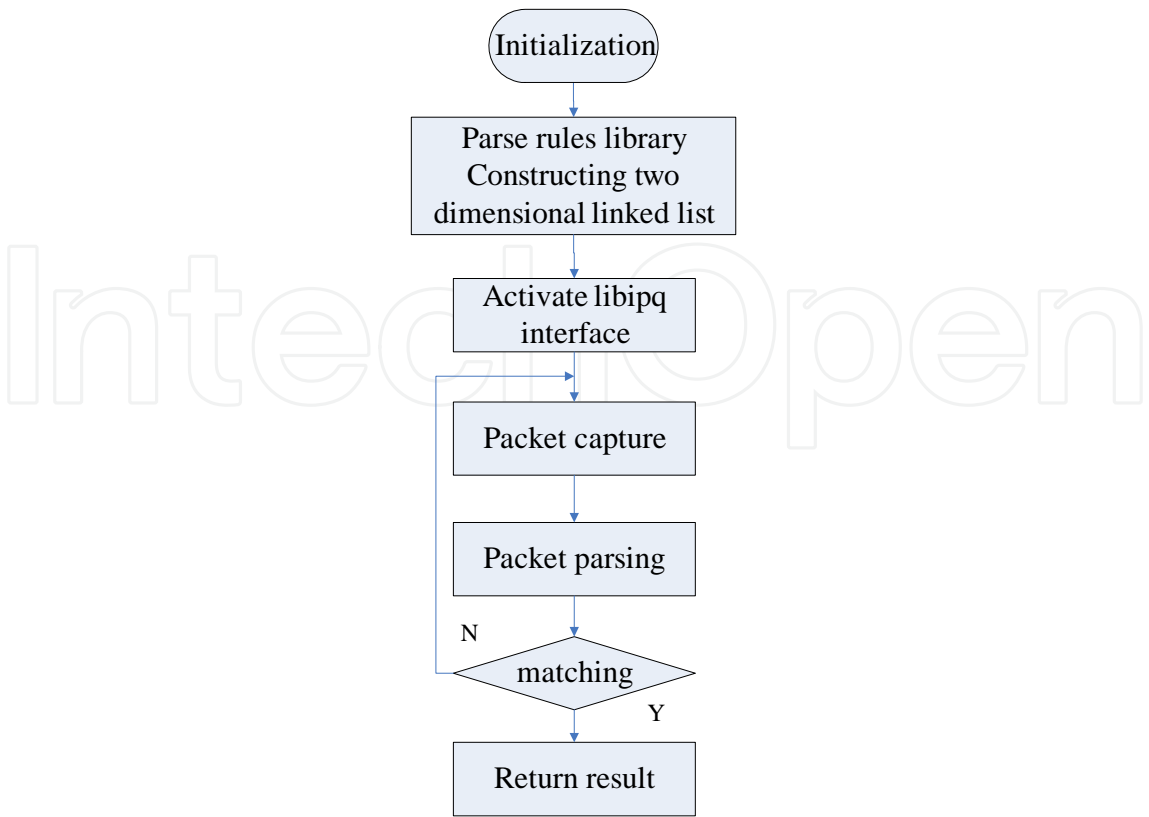 Initialization
Parse rules library
Constructing two
dimensional linked list
Activate libipq
interface
IntechOpen
Packet capture
Packet parsing
N
matching
Y
Return result